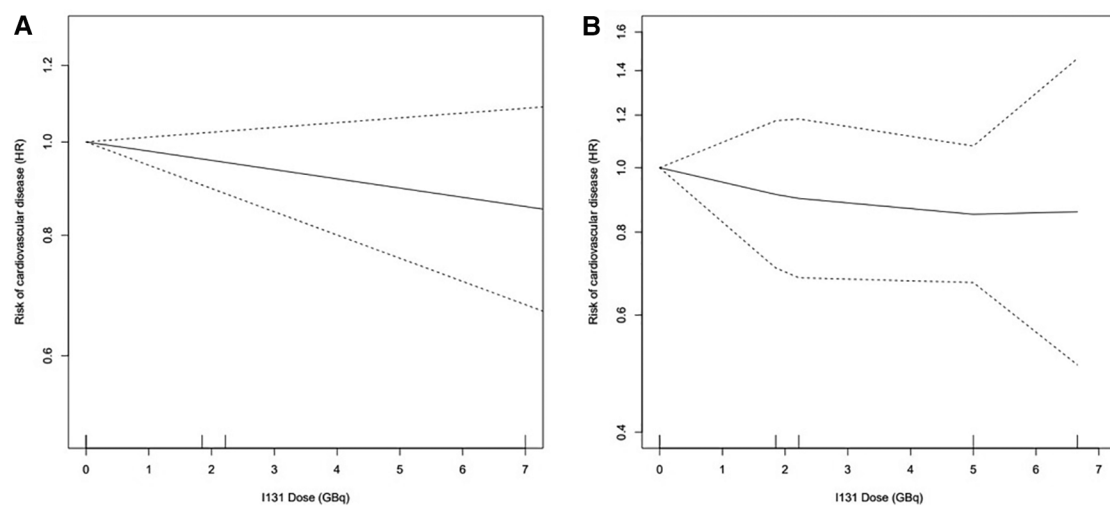 A
Risk of cardiovascular disease (HR)
1.2
1.0
0.8
0.6
0 1 2 3 4 5 6 7
I131 Dose (GBq)
B
Risk of cardiovascular disease (HR)
1.6
1.4
1.2
1.0
0.8
0.6
0.4
0 1 2 3 4 5 6 7
I131 Dose (GBq)